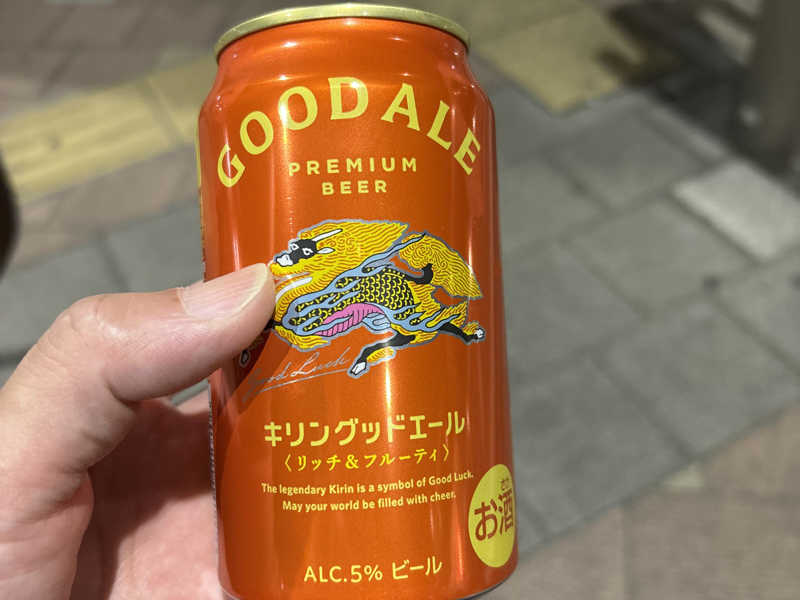 GOOD ALE
PREMIUM
BEER
Good Luck
キリングッドエール
〈リッチ&フルーティ〉
The legendary Kirin is a symbol of Good Luck.
May your world be filled with cheer.
さけ
お酒
ALC.5% ビール